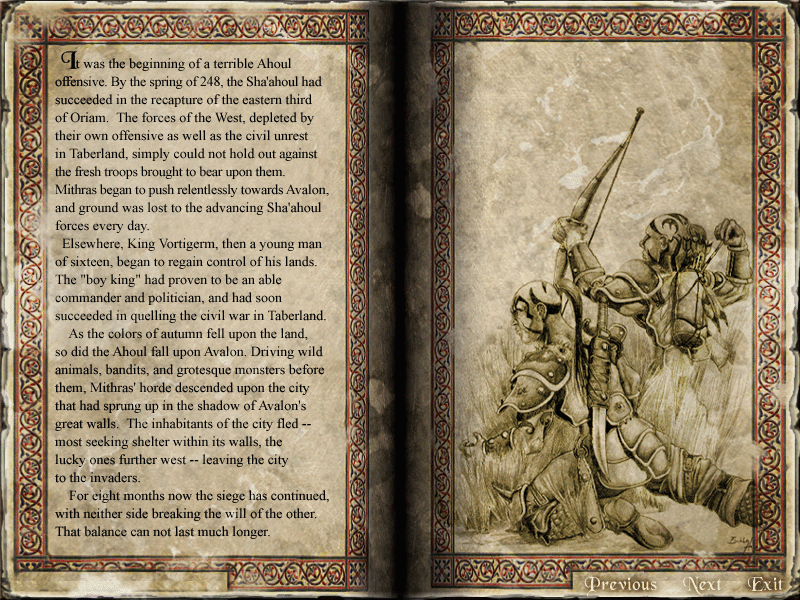 It was the beginning of a terrible Ahoul
offensive. By the spring of 248, the Sha'ahoul had
succeeded in the recapture of the eastern third
of Oriam.  The forces of the West, depleted by
their own offensive as well as the civil unrest
in Taberland, simply could not hold out against
the fresh troops brought to bear upon them.
Mithras began to push relentlessly towards Avalon,
and ground was lost to the advancing Sha'ahoul
forces every day.
Elsewhere, King Vortigerm, then a young man
of sixteen, began to regain control of his lands.
The "boy king" had proven to be an able
commander and politician, and had soon
succeeded in quelling the civil war in Taberland.
As the colors of autumn fell upon the land,
so did the Ahoul fall upon Avalon. Driving wild
animals, bandits, and grotesque monsters before
them, Mithras' horde descended upon the city
that had sprung up in the shadow of Avalon's
great walls.  The inhabitants of the city fled --
most seeking shelter within its walls, the
lucky ones further west -- leaving the city
to the invaders.
For eight months now the siege has continued,
with neither side breaking the will of the other.
That balance can not last much longer.
Previous Next Exit